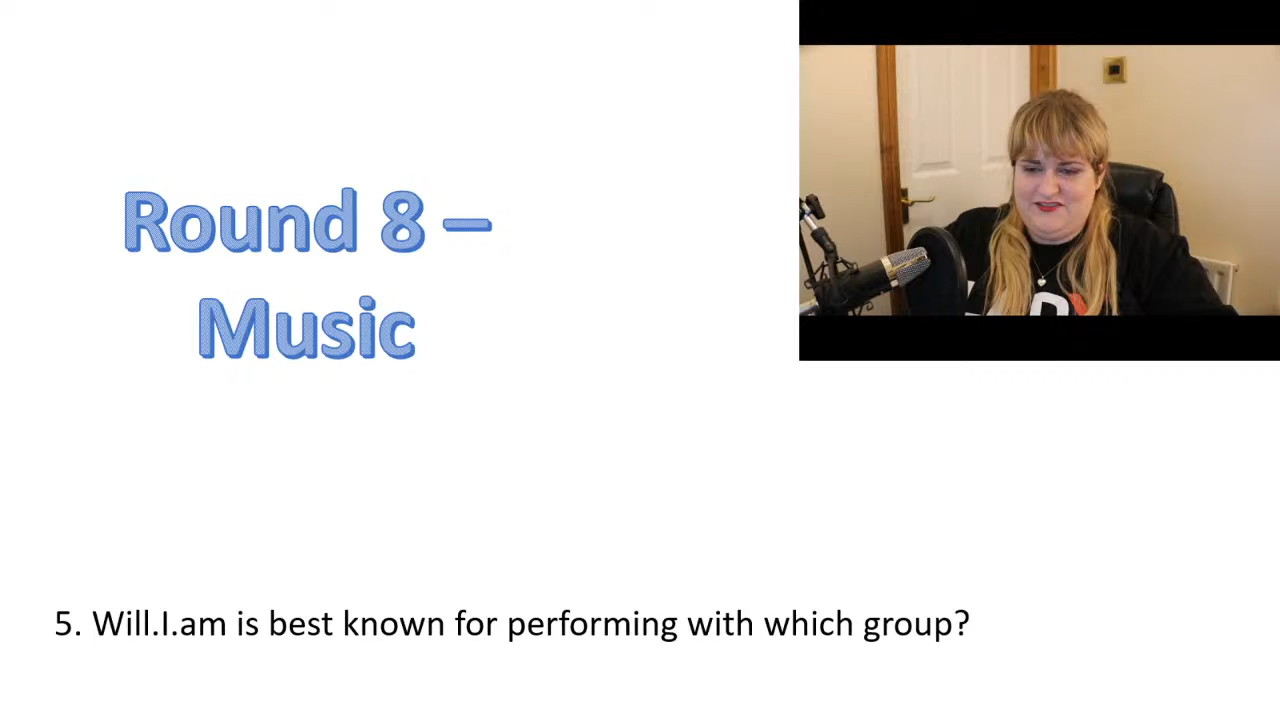 Round 8 –
Music
5. Will.I.am is best known for performing with which group?